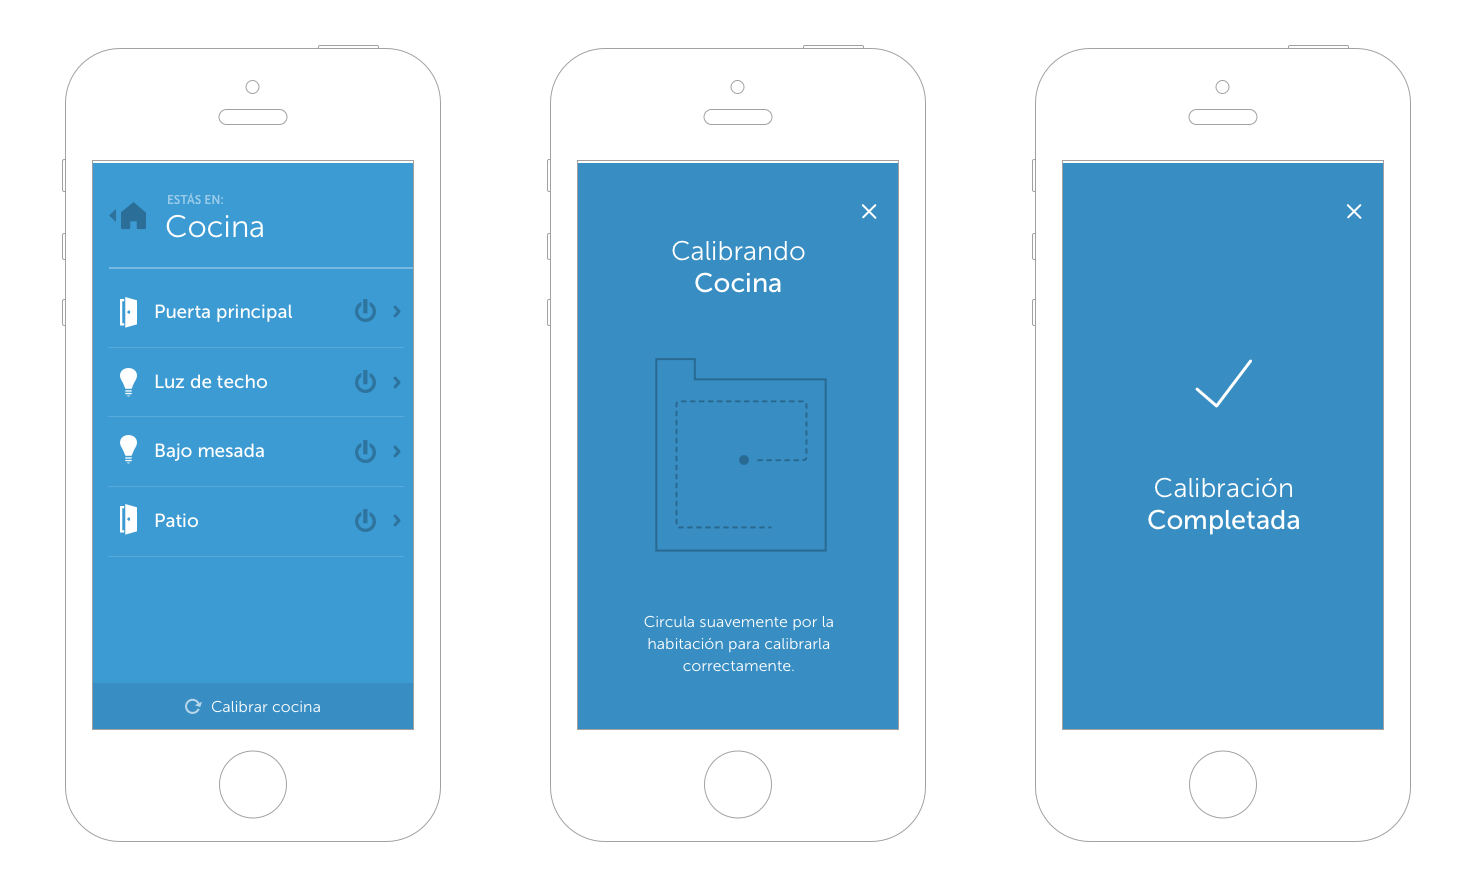 ESTÁS EN:
Cocina
Puerta principal
Luz de techo
Bajo mesada
Patio
Calibrar cocina
Calibrando
Cocina
Circula suavemente por la
habitación para calibrarla
correctamente.
Calibración
Completada